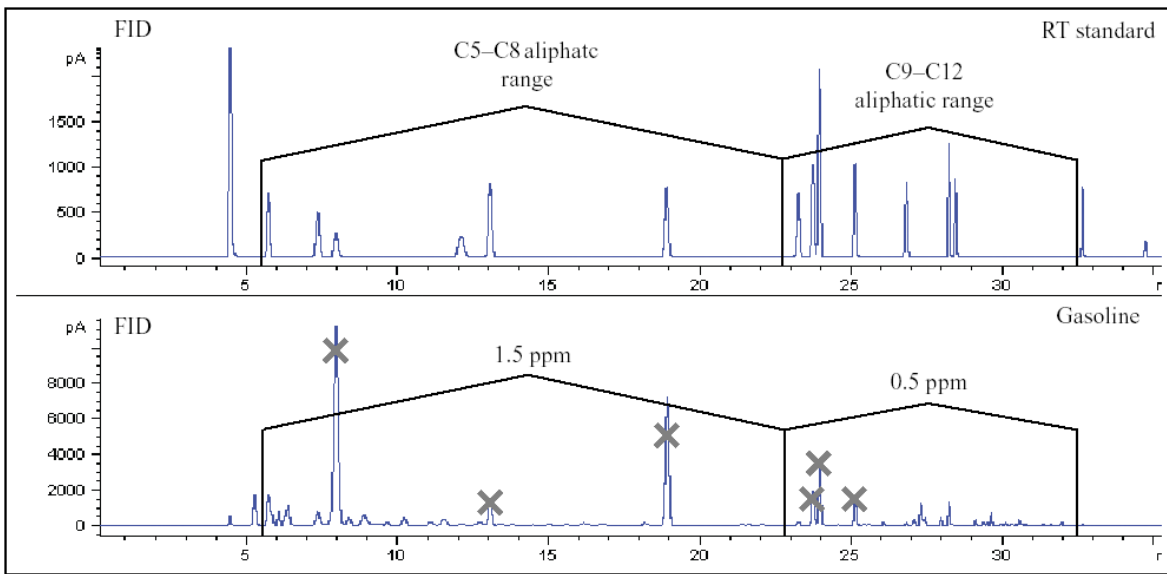 FID
RT standard
pA
C5–C8 aliphatc
range
C9–C12
aliphatic range
1500
1000
500
0
5
10
15
20
25
30
FID
Gasoline
pA
1.5 ppm
0.5 ppm
8000
6000
4000
2000
0
5
10
15
20
25
30